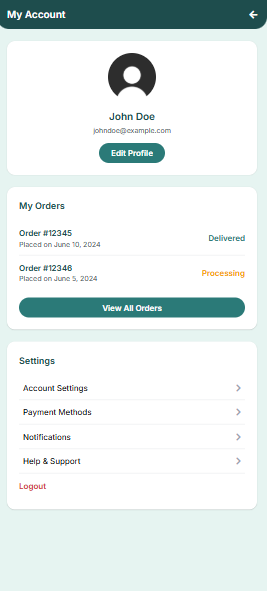 My Account
John Doe
johndoe@example.com
Edit Profile
My Orders
Order #12345
Placed on June 10, 2024
Delivered
Order #12346
Placed on June 5, 2024
Processing
View All Orders
Settings
Account Settings
Payment Methods
Notifications
Help & Support
Logout